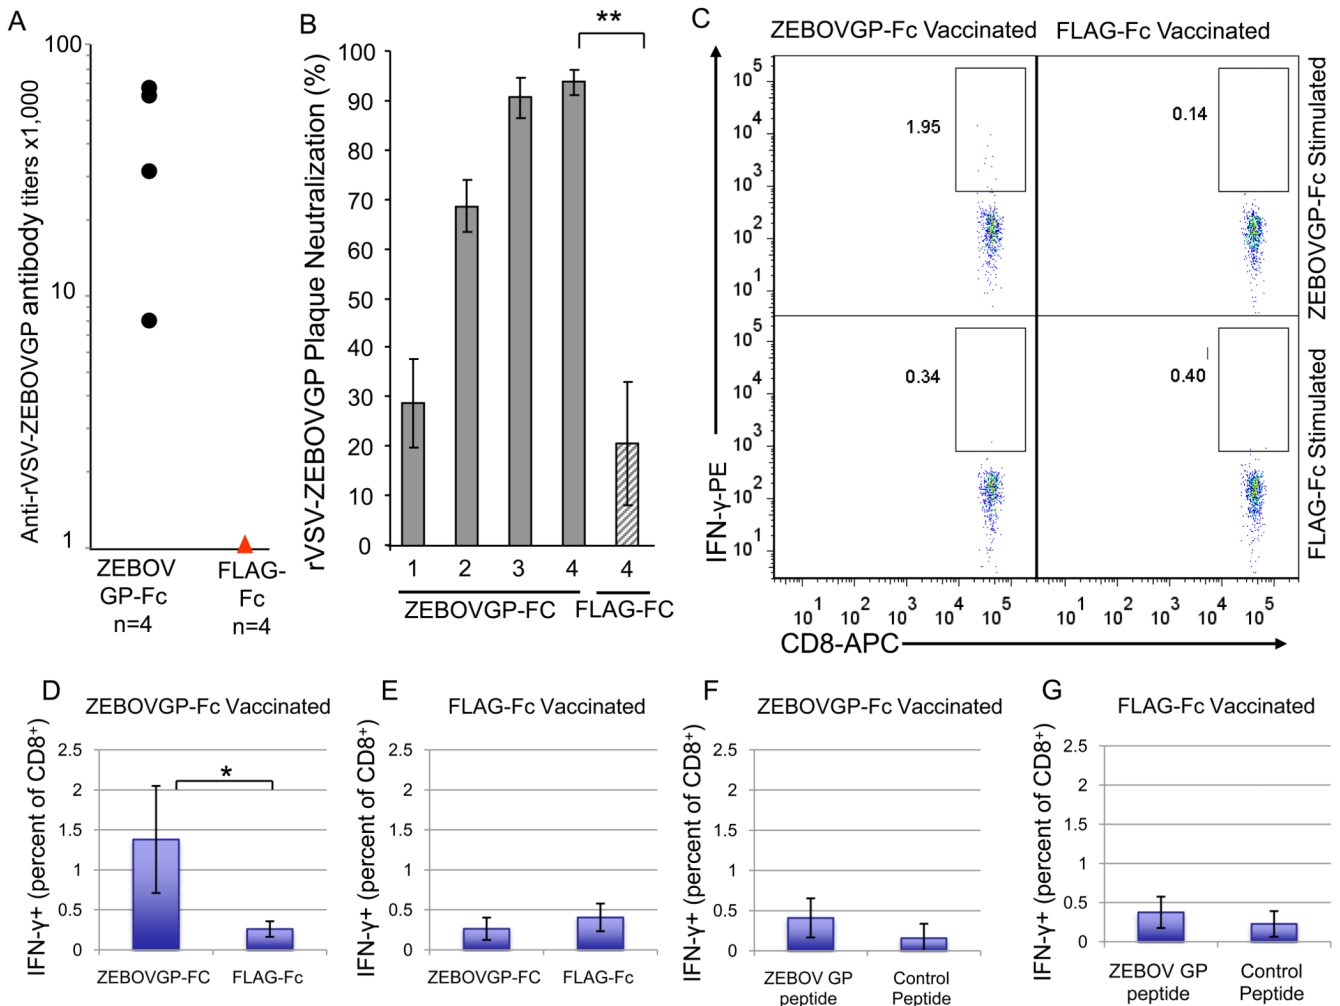 A
Anti-rVSV-ZEBOVGP antibody titers x1,000
100
10
1
ZEBOV
GP-Fc
n=4
FLAG-
Fc
n=4
B
rVSV-ZEBOVGP Plaque Neutralization (%)
**
100
90
80
70
60
50
40
30
20
10
0
1 2 3 4 4
ZEBOVGP-FC FLAG-FC
C
ZEBOVGP-Fc Vaccinated FLAG-Fc Vaccinated
10^5
10^4
10^3
10^2
10^1
1.95
0.14
ZEBOVGP-Fc Stimulated
10^5
10^4
10^3
10^2
10^1
0.34
0.40
FLAG-Fc Stimulated
IFN-γ-PE
10^1 10^2 10^3 10^4 10^5 10^1 10^2 10^3 10^4 10^5
CD8-APC
D
ZEBOVGP-Fc Vaccinated
IFN-γ+ (percent of CD8+)
2.5
2
1.5
1
0.5
0
*
ZEBOVGP-FC FLAG-Fc
E
FLAG-Fc Vaccinated
IFN-γ+ (percent of CD8+)
2.5
2
1.5
1
0.5
0
ZEBOVGP-FC FLAG-Fc
F
ZEBOVGP-Fc Vaccinated
IFN-γ+ (percent of CD8+)
2.5
2
1.5
1
0.5
0
ZEBOV GP
peptide
Control
Peptide
G
FLAG-Fc Vaccinated
IFN-γ+ (percent of CD8+)
2.5
2
1.5
1
0.5
0
ZEBOV GP
peptide
Control
Peptide